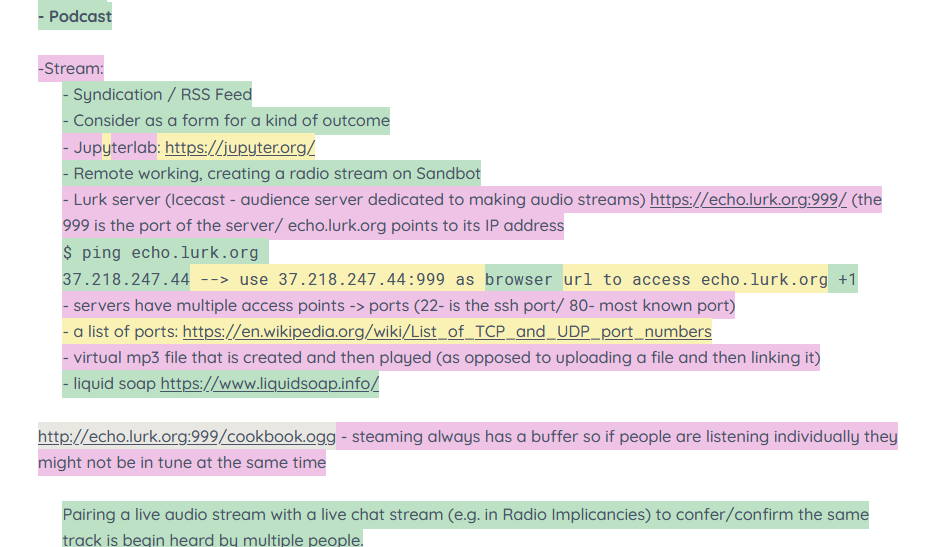 - Podcast
-Stream:
- Syndication / RSS Feed
- Consider as a form for a kind of outcome
- Jupyterlab: https://jupyter.org/
- Remote working, creating a radio stream on Sandbot
- Lurk server (Icecast - audience server dedicated to making audio streams) https://echo.lurk.org:999/ (the
999 is the port of the server/ echo.lurk.org points to its IP address
$ ping echo.lurk.org
37.218.247.44 --> use 37.218.247.44:999 as browser url to access echo.lurk.org +1
- servers have multiple access points -> ports (22- is the ssh port/ 80- most known port)
- a list of ports: https://en.wikipedia.org/wiki/List_of_TCP_and_UDP_port_numbers
- virtual mp3 file that is created and then played (as opposed to uploading a file and then linking it)
- liquid soap https://www.liquidsoap.info/
http://echo.lurk.org:999/cookbook.ogg - steaming always has a buffer so if people are listening individually they
might not be in tune at the same time
Pairing a live audio stream with a live chat stream (e.g. in Radio Implicancies) to confer/confirm the same
track is begin heard by multiple people.